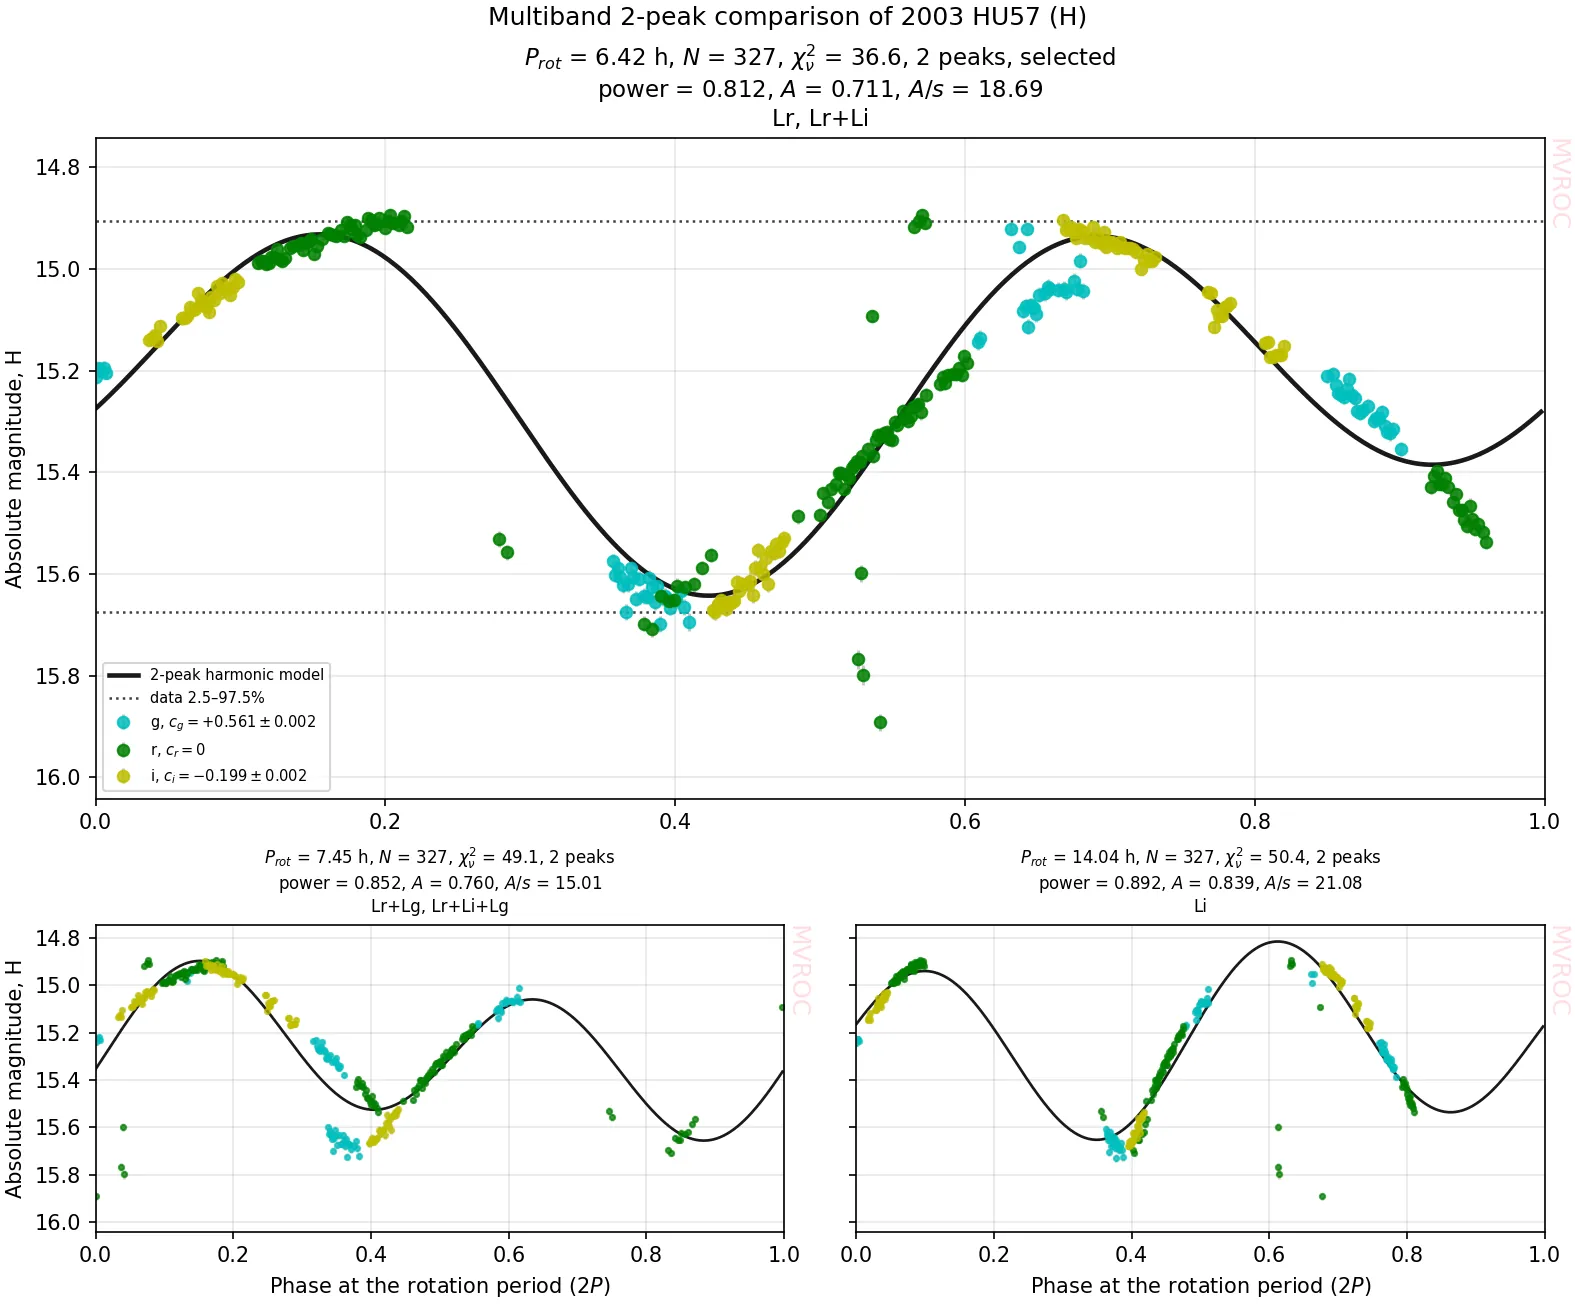 Multiband 2-peak comparison of 2003 HU57 (H)
P_rot = 6.42 h, N = 327, χ²_ν = 36.6, 2 peaks, selected
power = 0.812, A = 0.711, A/s = 18.69
Lr, Lr+Li
MVROC
Absolute magnitude, H
14.8
15.0
15.2
15.4
15.6
15.8
16.0
2-peak harmonic model
data 2.5–97.5%
g, c_g = +0.561 ± 0.002
r, c_r = 0
i, c_i = −0.199 ± 0.002
0.0 0.2 0.4 0.6 0.8 1.0
P_rot = 7.45 h, N = 327, χ²_ν = 49.1, 2 peaks
power = 0.852, A = 0.760, A/s = 15.01
Lr+Lg, Lr+Li+Lg
MVROC
Absolute magnitude, H
14.8
15.0
15.2
15.4
15.6
15.8
16.0
0.0 0.2 0.4 0.6 0.8 1.0
Phase at the rotation period (2P)
P_rot = 14.04 h, N = 327, χ²_ν = 50.4, 2 peaks
power = 0.892, A = 0.839, A/s = 21.08
Li
MVROC
0.0 0.2 0.4 0.6 0.8 1.0
Phase at the rotation period (2P)